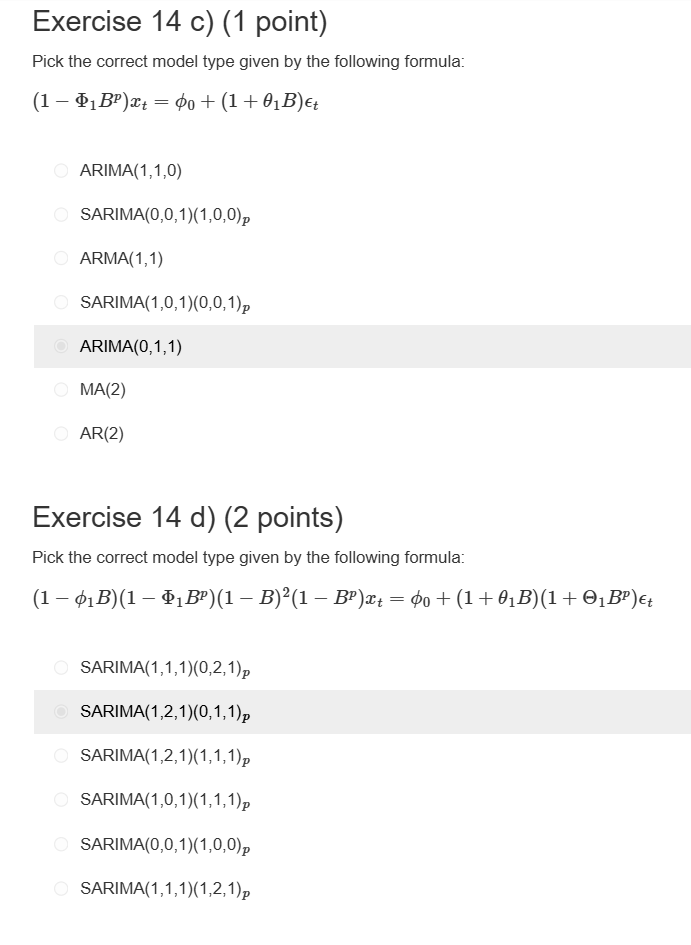 Exercise 14 c) (1 point)
Pick the correct model type given by the following formula:
(1 − Φ₁Bᵖ)xₜ = ϕ₀ + (1 + θ₁B)ϵₜ
ARIMA(1,1,0)
SARIMA(0,0,1)(1,0,0)ₚ
ARMA(1,1)
SARIMA(1,0,1)(0,0,1)ₚ
ARIMA(0,1,1)
MA(2)
AR(2)
Exercise 14 d) (2 points)
Pick the correct model type given by the following formula:
(1 − ϕ₁B)(1 − Φ₁Bᵖ)(1 − B)²(1 − Bᵖ)xₜ = ϕ₀ + (1 + θ₁B)(1 + Θ₁Bᵖ)ϵₜ
SARIMA(1,1,1)(0,2,1)ₚ
SARIMA(1,2,1)(0,1,1)ₚ
SARIMA(1,2,1)(1,1,1)ₚ
SARIMA(1,0,1)(1,1,1)ₚ
SARIMA(0,0,1)(1,0,0)ₚ
SARIMA(1,1,1)(1,2,1)ₚ